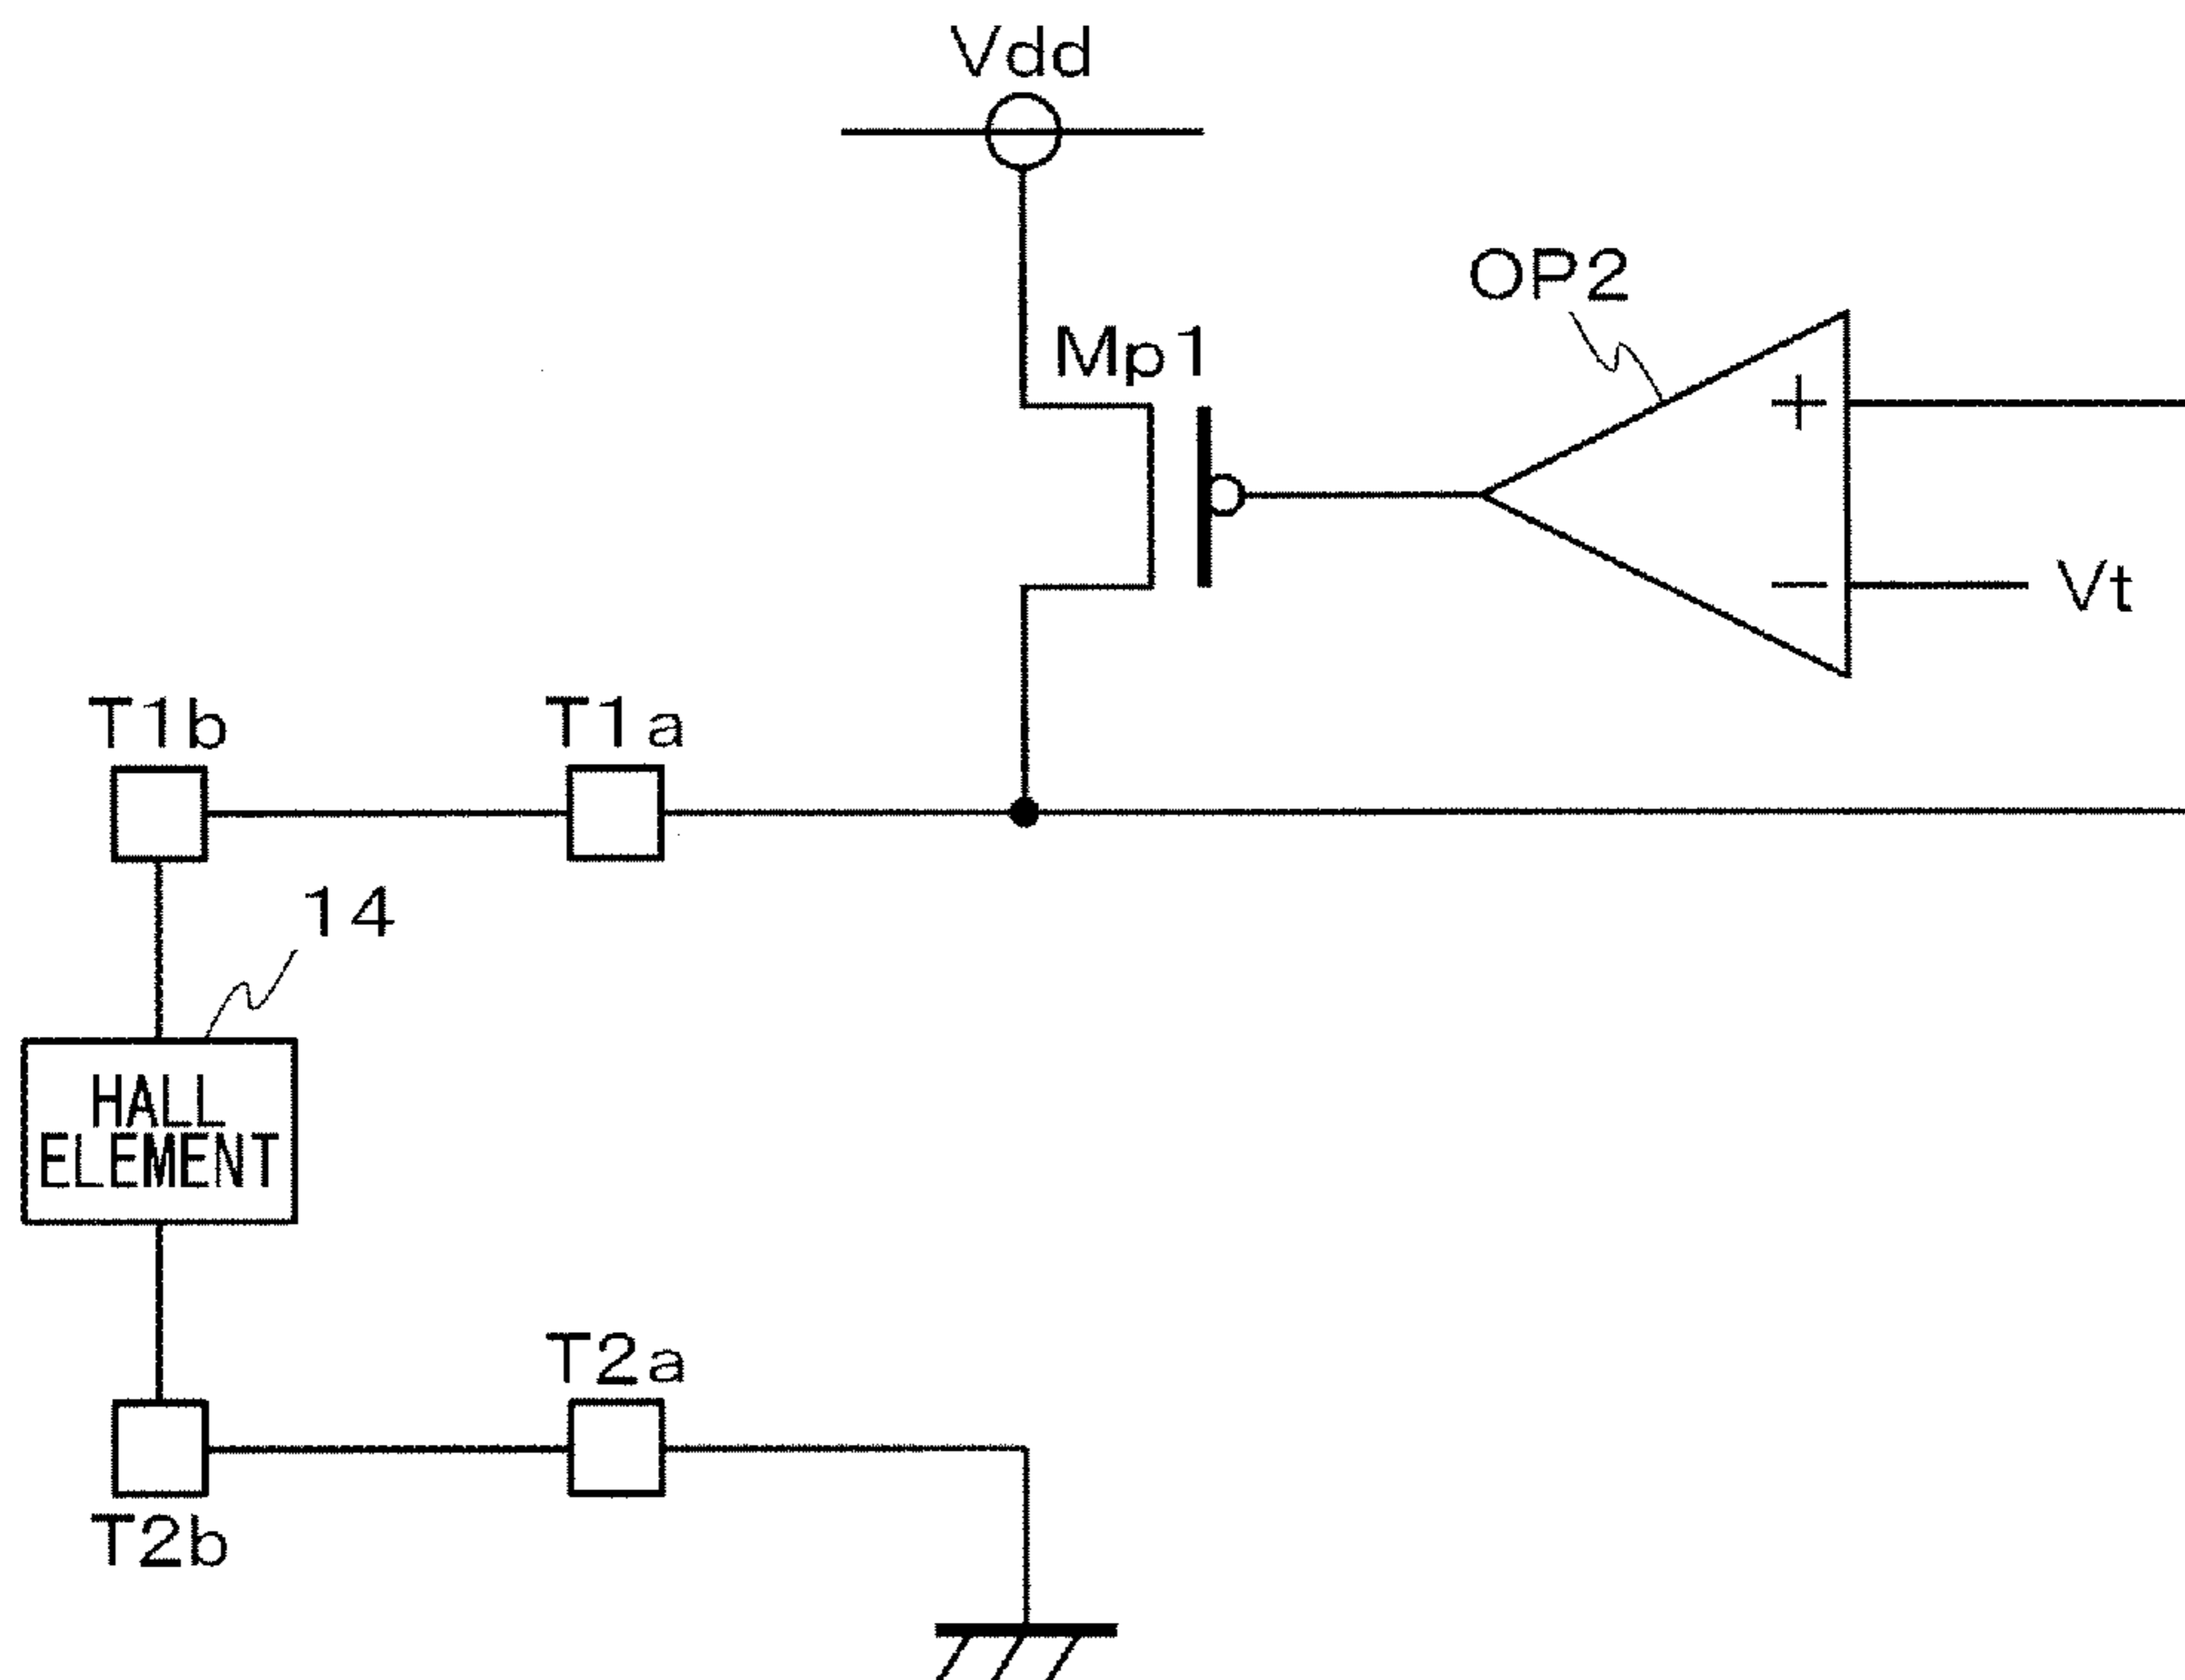 Vdd
OP2
Mp1
+
−
Vt
T1b
T1a
14
HALL
ELEMENT
T2a
T2b